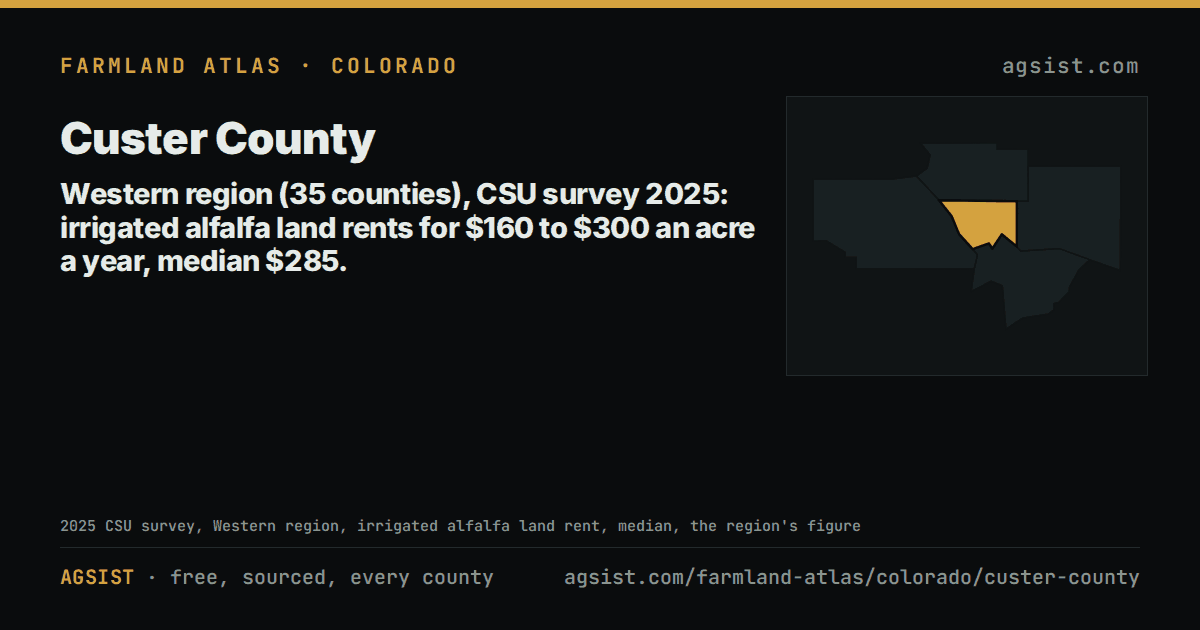 FARMLAND ATLAS · COLORADO
agsist.com
Custer County
Western region (35 counties), CSU survey 2025:
irrigated alfalfa land rents for $160 to $300 an acre
a year, median $285.
2025 CSU survey, Western region, irrigated alfalfa land rent, median, the region's figure
AGSIST · free, sourced, every county
agsist.com/farmland-atlas/colorado/custer-county